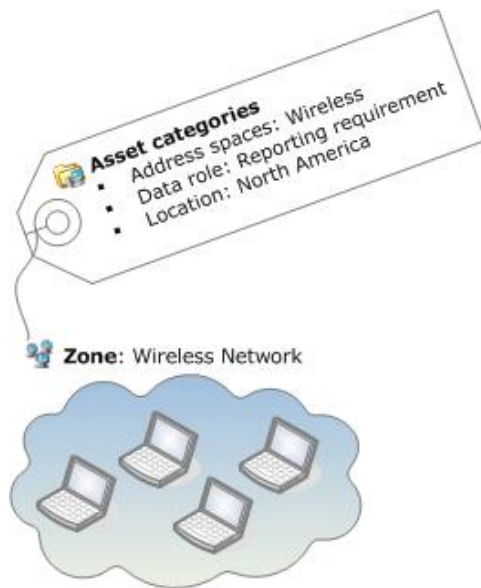 Asset categories
▪ Address spaces: Wireless
▪ Data role: Reporting requirement
▪ Location: North America
Zone: Wireless Network